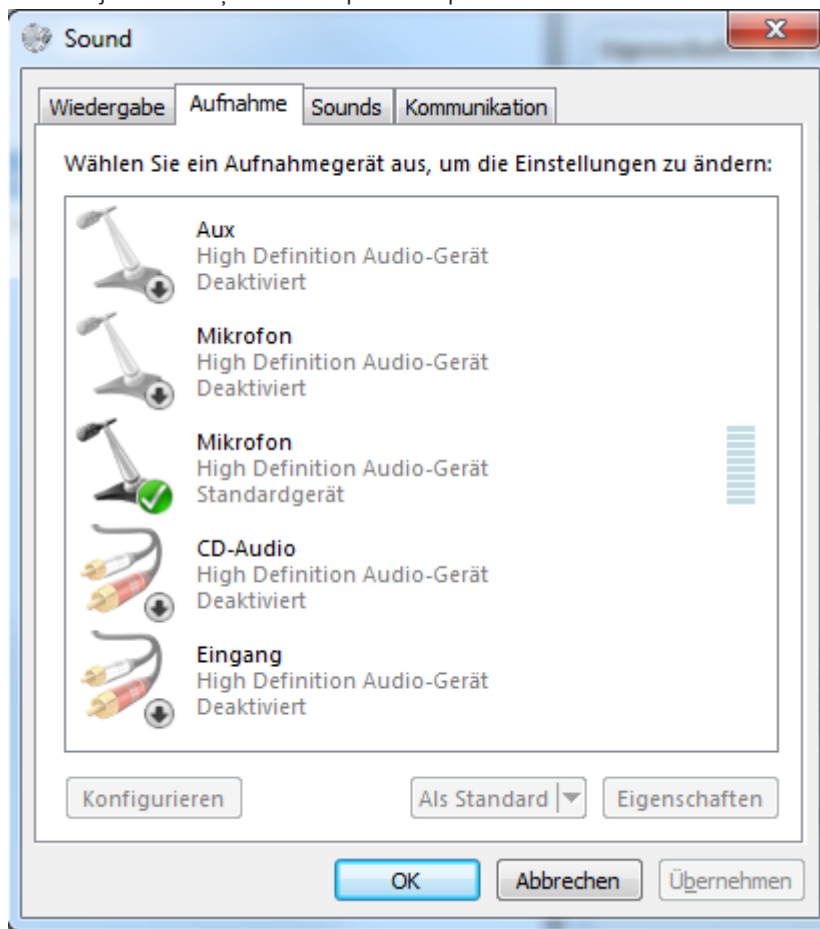 Sound
Wiedergabe Aufnahme Sounds Kommunikation
Wählen Sie ein Aufnahmegerät aus, um die Einstellungen zu ändern:
Aux
High Definition Audio-Gerät
Deaktiviert
Mikrofon
High Definition Audio-Gerät
Deaktiviert
Mikrofon
High Definition Audio-Gerät
Standardgerät
CD-Audio
High Definition Audio-Gerät
Deaktiviert
Eingang
High Definition Audio-Gerät
Deaktiviert
Konfigurieren Als Standard Eigenschaften
OK Abbrechen Übernehmen